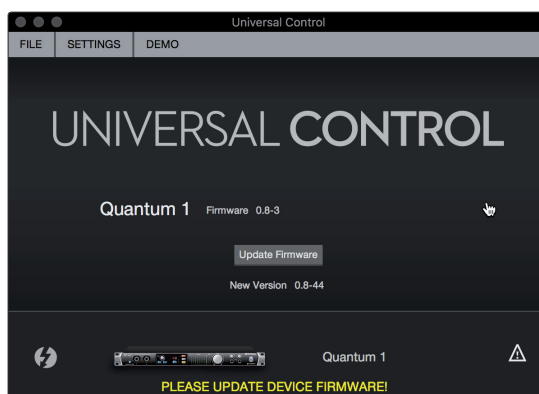 Universal Control
FILE SETTINGS DEMO
UNIVERSAL CONTROL
Quantum 1 Firmware 0.8-3
Update Firmware
New Version 0.8-44
Quantum 1
PLEASE UPDATE DEVICE FIRMWARE!